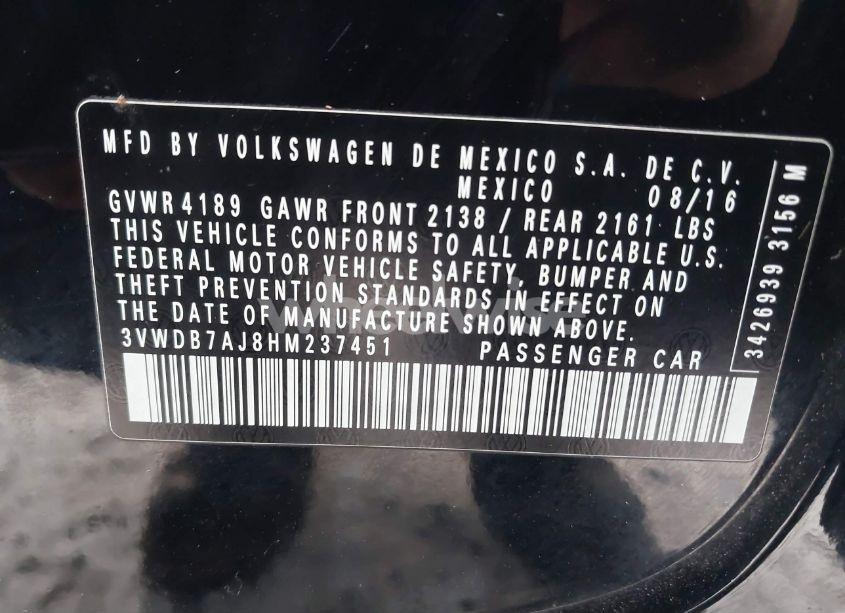 MFD BY VOLKSWAGEN DE MEXICO S.A. DE C.V.
MEXICO 08/16
GVWR 4189 GAWR FRONT 2138 / REAR 2161 LBS
THIS VEHICLE CONFORMS TO ALL APPLICABLE U.S.
FEDERAL MOTOR VEHICLE SAFETY, BUMPER AND
THEFT PREVENTION STANDARDS IN EFFECT ON
THE DATE OF MANUFACTURE SHOWN ABOVE.
3VWDB7AJ8HM237451 PASSENGER CAR
3426939 3156 M